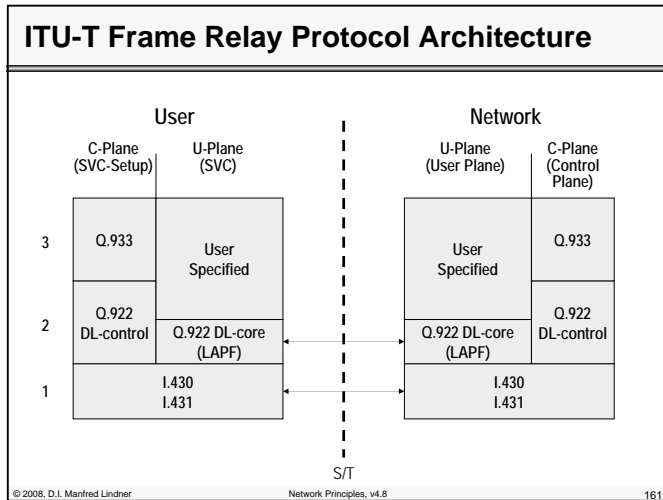 ITU-T Frame Relay Protocol Architecture
User
Network
C-Plane
(SVC-Setup)
U-Plane
(SVC)
U-Plane
(User Plane)
C-Plane
(Control
Plane)
3
Q.933
User
Specified
User
Specified
Q.933
2
Q.922
DL-control
Q.922 DL-core
(LAPF)
Q.922 DL-core
(LAPF)
Q.922
DL-control
1
I.430
I.431
I.430
I.431
S/T
© 2008, D.I. Manfred Lindner
Network Principles, v4.8
161